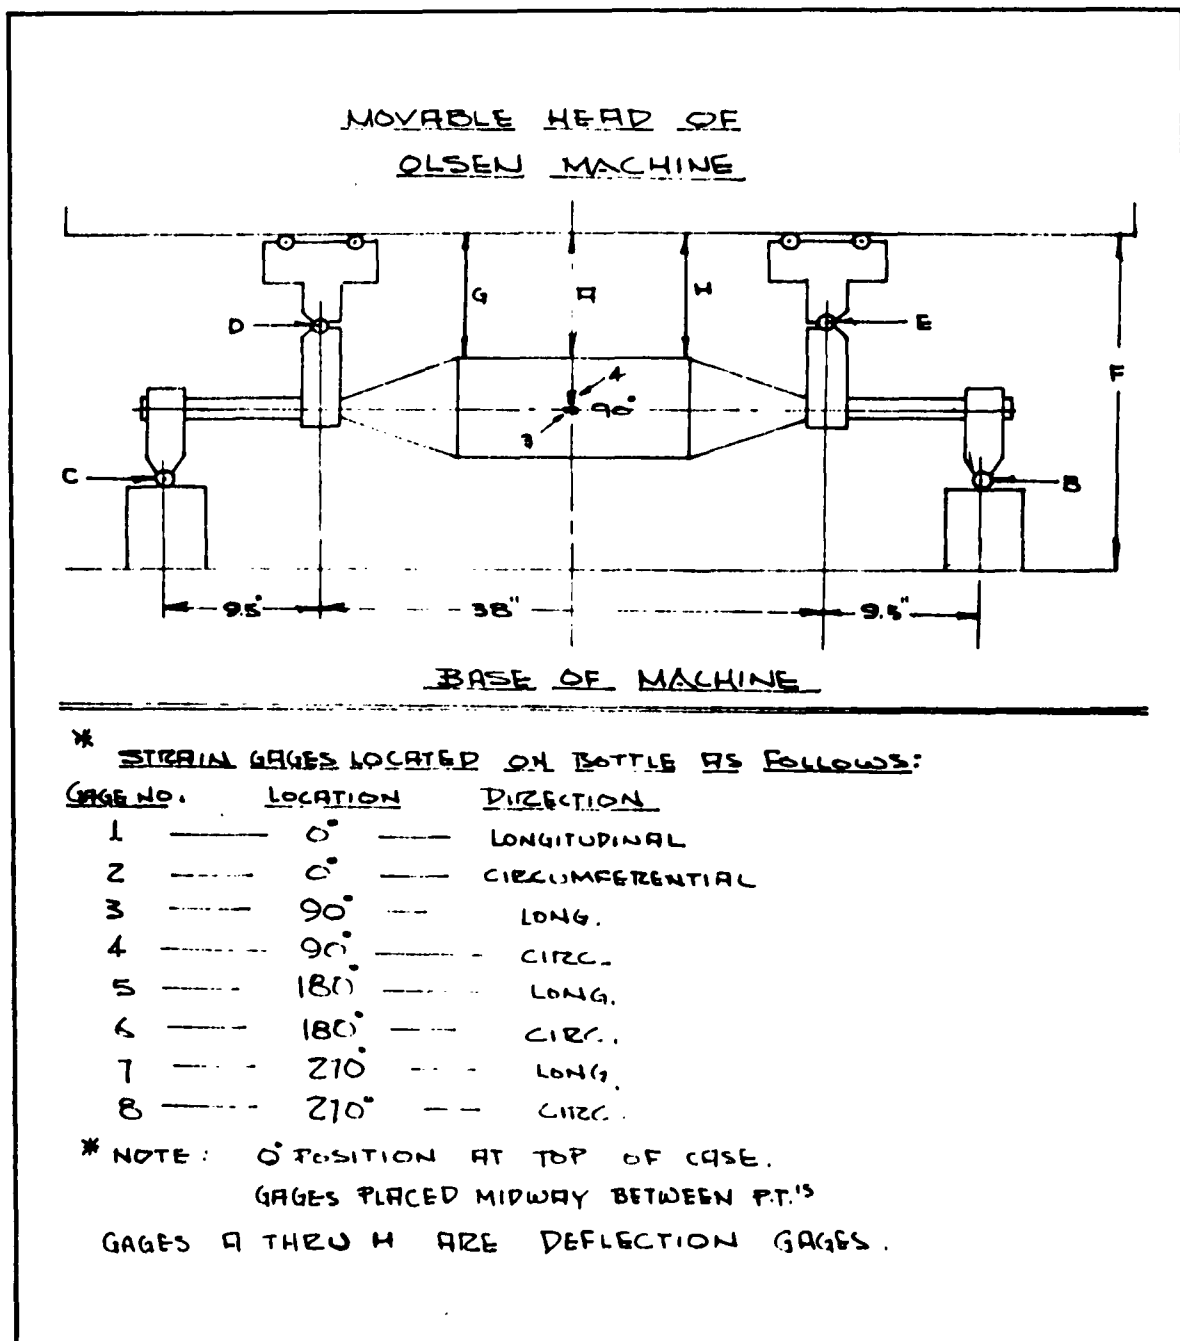 MOVABLE HEAD OF
OLSEN MACHINE
G
A
H
D
E
F
4
90°
3
C
B
9.5"
38"
9.5"
BASE OF MACHINE
* STRAIN GAGES LOCATED ON BOTTLE AS FOLLOWS:
GAGE NO. LOCATION DIRECTION
1 —— 0° —— LONGITUDINAL
2 —— 0° —— CIRCUMFERENTIAL
3 —— 90° —— LONG.
4 —— 90° —— CIRC.
5 —— 180° —— LONG.
6 —— 180° —— CIRC.
7 —— 270° —— LONG.
8 —— 270° —— CIRC.
* NOTE: 0° POSITION AT TOP OF CASE.
GAGES PLACED MIDWAY BETWEEN P.T.'S
GAGES A THRU H ARE DEFLECTION GAGES.